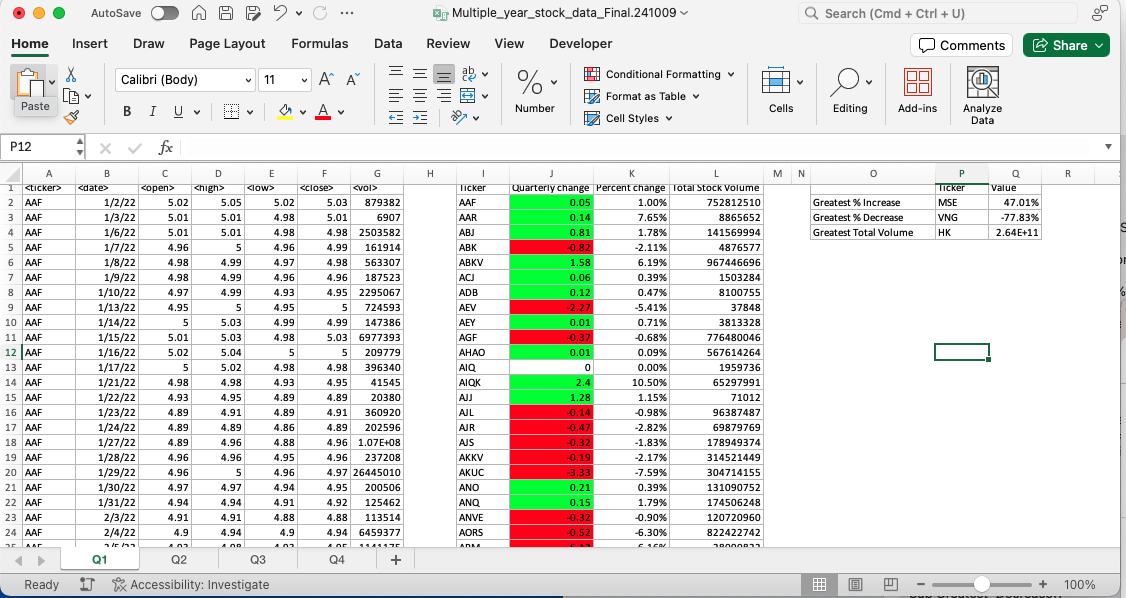 AutoSave Multiple_year_stock_data_Final.241009 Search (Cmd + Ctrl + U)
Home Insert Draw Page Layout Formulas Data Review View Developer Comments Share
Paste Calibri (Body) 11 A A ab Conditional Formatting
Format as Table
Cell Styles
B I U A % Number Cells Editing Add-ins Analyze Data
P12 fx
A B C D E F G H I J K L M N O P Q R
1 <ticker> <date> <open> <high> <low> <close> <vol> Ticker Quarterly change Percent change Total Stock Volume Ticker Value
2 AAF 1/2/22 5.02 5.05 5.02 5.03 879382 AAF 0.05 1.00% 752812510 Greatest % Increase MSE 47.01%
3 AAF 1/3/22 5.01 5.01 4.98 5.01 6907 AAR 0.14 7.65% 8865652 Greatest % Decrease VNG -77.83%
4 AAF 1/6/22 5.01 5.01 4.98 4.98 2503582 ABJ 0.81 1.78% 141569994 Greatest Total Volume HK 2.64E+11
5 AAF 1/7/22 4.96 5 4.96 4.99 161914 ABK -0.82 -2.11% 4876577
6 AAF 1/8/22 4.98 4.99 4.97 4.98 563307 ABKV 1.58 6.19% 967446696
7 AAF 1/9/22 4.98 4.99 4.96 4.96 187523 ACJ 0.06 0.39% 1503284
8 AAF 1/10/22 4.97 4.99 4.93 4.95 2295067 ADB 0.12 0.47% 8100755
9 AAF 1/13/22 4.95 5 4.95 5 724593 AEV -2.27 -5.41% 37848
10 AAF 1/14/22 5 5.03 4.99 4.99 147386 AEY 0.01 0.71% 3813328
11 AAF 1/15/22 5.01 5.03 4.98 5.03 6977393 AGF -0.37 -0.68% 776480046
12 AAF 1/16/22 5.02 5.04 5 5 209779 AHAO 0.01 0.09% 567614264
13 AAF 1/17/22 5 5.02 4.98 4.98 396340 AIQ 0 0.00% 1959736
14 AAF 1/21/22 4.98 4.98 4.93 4.95 41545 AIQK 2.4 10.50% 65297991
15 AAF 1/22/22 4.93 4.95 4.89 4.89 20380 AJJ 1.28 1.15% 71012
16 AAF 1/23/22 4.89 4.91 4.89 4.91 360920 AJL -0.14 -0.98% 96387487
17 AAF 1/24/22 4.89 4.89 4.86 4.89 202596 AJR -0.47 -2.82% 69879769
18 AAF 1/27/22 4.89 4.96 4.88 4.96 1.07E+08 AJS -0.32 -1.83% 178949374
19 AAF 1/28/22 4.96 4.96 4.95 4.96 237208 AKKV -0.19 -2.17% 314521449
20 AAF 1/29/22 4.96 5 4.96 4.97 26445010 AKUC -3.33 -7.59% 304714155
21 AAF 1/30/22 4.97 4.97 4.94 4.95 200506 ANO 0.21 0.39% 131090752
22 AAF 1/31/22 4.94 4.94 4.91 4.92 125462 ANQ 0.15 1.79% 174506248
23 AAF 2/3/22 4.91 4.91 4.88 4.88 113514 ANVE -0.32 -0.90% 120720960
24 AAF 2/4/22 4.9 4.94 4.9 4.94 6459377 AORS -0.52 -6.30% 822422742
Q1 Q2 Q3 Q4 +
Ready Accessibility: Investigate 100%